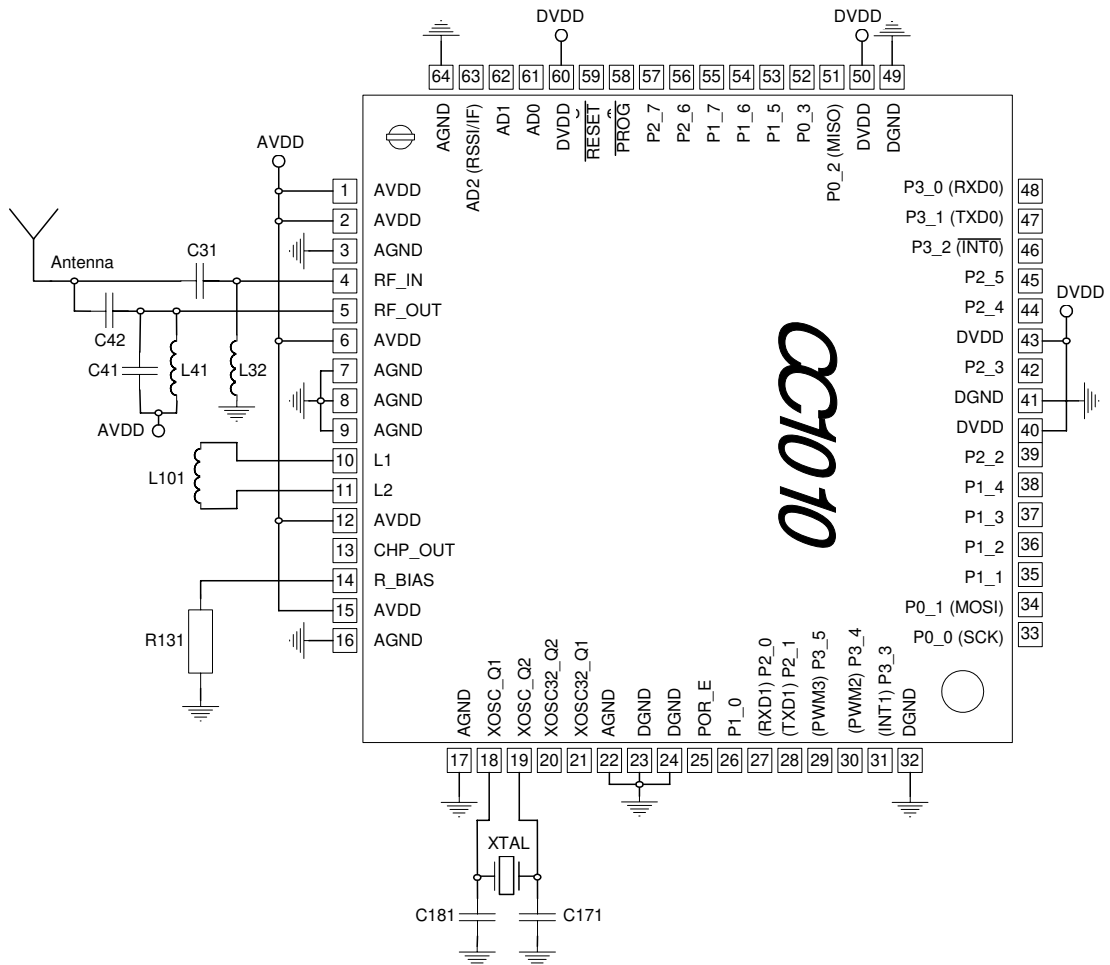 DVDD
DVDD
64 63 62 61 60 59 58 57 56 55 54 53 52 51 50 49
AGND
AD2 (RSSI/IF)
AD1
AD0
DVDD
RESET
PROG
P2_7
P2_6
P1_7
P1_6
P1_5
P0_3
P0_2 (MISO)
DVDD
DGND
AVDD
1 AVDD
2 AVDD
3 AGND
4 RF_IN
5 RF_OUT
6 AVDD
7 AGND
8 AGND
9 AGND
10 L1
11 L2
12 AVDD
13 CHP_OUT
14 R_BIAS
15 AVDD
16 AGND
Antenna
C31
C42
C41
L41
L32
AVDD
L101
R131
CC1010
P3_0 (RXD0) 48
P3_1 (TXD0) 47
P3_2 (INT0) 46
P2_5 45
P2_4 44
DVDD
DVDD 43
P2_3 42
DGND 41
DVDD 40
P2_2 39
P1_4 38
P1_3 37
P1_2 36
P1_1 35
P0_1 (MOSI) 34
P0_0 (SCK) 33
AGND
XOSC_Q1
XOSC_Q2
XOSC32_Q2
XOSC32_Q1
AGND
DGND
DGND
POR_E
P1_0
(RXD1) P2_0
(TXD1) P2_1
(PWM3) P3_5
(PWM2) P3_4
(INT1) P3_3
DGND
17 18 19 20 21 22 23 24 25 26 27 28 29 30 31 32
XTAL
C181
C171